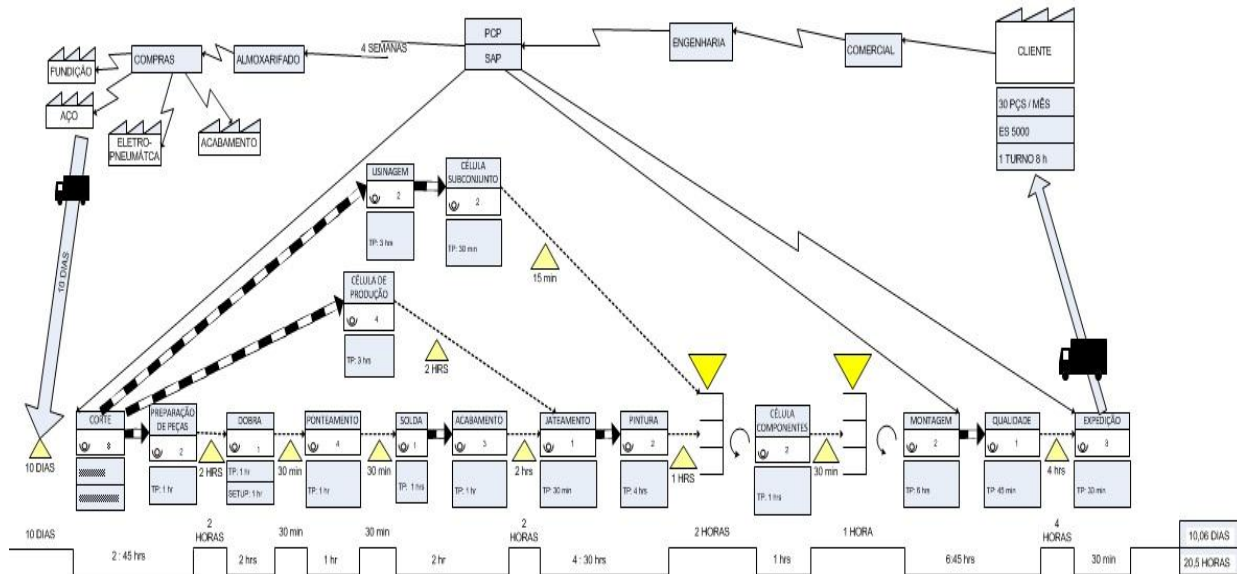 PCP
SAP
4 SEMANAS
ENGENHARIA
COMERCIAL
CLIENTE
COMPRAS
ALMOXARIFADO
FUNDIÇÃO
AÇO
ELETRO-
PNEUMÁTCA
ACABAMENTO
30 PÇS / MÊS
ES 5000
1 TURNO 8 h
10 DIAS
USINAGEM
2
TP: 3 hrs
CÉLULA
SUBCONJUNTO
2
TP: 30 min
15 min
CÉLULA DE
PRODUÇÃO
4
TP: 3 hrs
2 HRS
10 DIAS
CORTE
8
PREPARAÇÃO
DE PEÇAS
2
TP: 1 hr
2 HRS
DOBRA
1
TP: 1 hr
SETUP: 1 hr
30 min
PONTEAMENTO
4
TP: 1 hr
30 min
SOLDA
1
TP: 1 hrs
ACABAMENTO
3
TP: 1 hr
2 hrs
JATEAMENTO
1
TP: 30 min
PINTURA
2
TP: 4 hrs
1 HRS
CÉLULA
COMPONENTES
2
TP: 1 hrs
30 min
MONTAGEM
2
TP: 6 hrs
QUALIDADE
1
TP: 45 min
4 hrs
EXPEDIÇÃO
3
TP: 30 min
10 DIAS
2 : 45 hrs
2
HORAS
2 hrs
30 min
1 hr
30 min
2 hr
2
HORAS
4 : 30 hrs
2 HORAS
1 hrs
1 HORA
6:45 hrs
4
HORAS
30 min
10,06 DIAS
20,5 HORAS